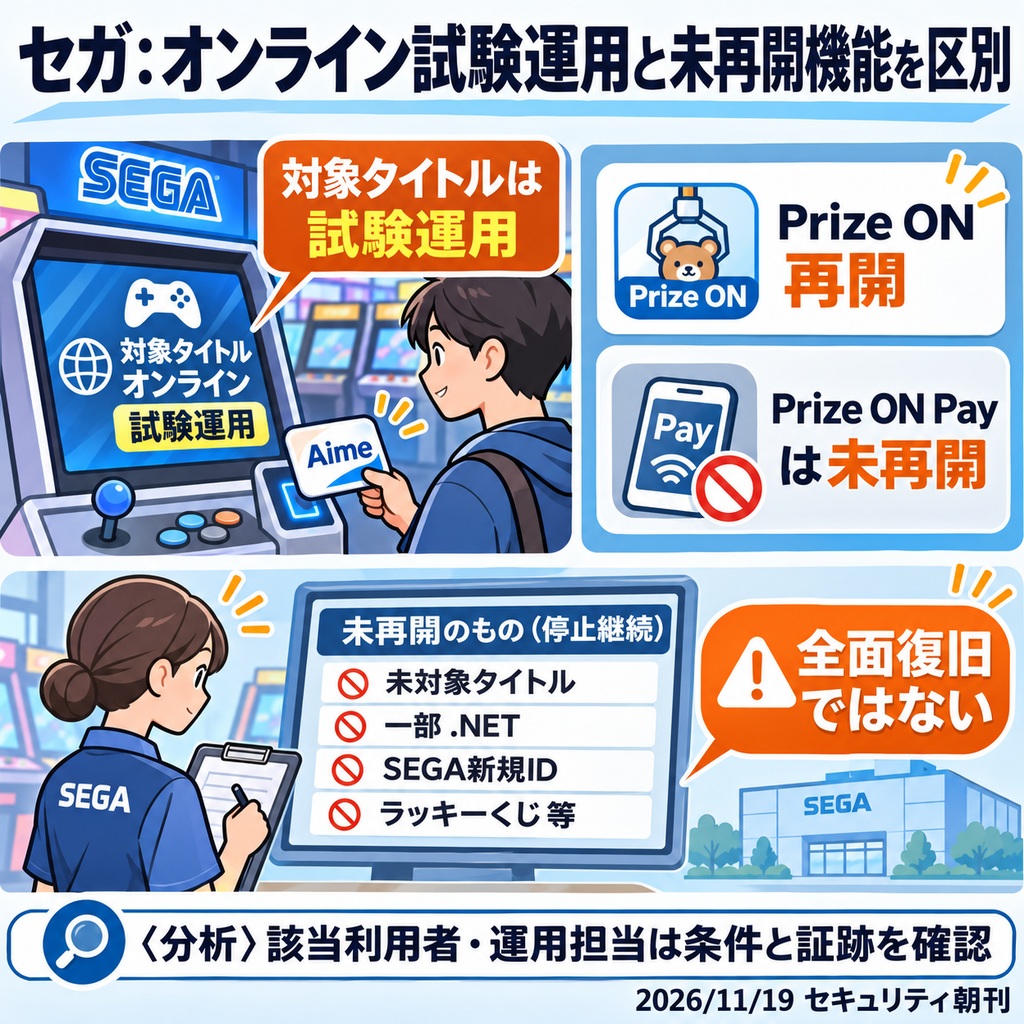 セガ:オンライン試験運用と未再開機能を区別
SEGA
対象タイトルは
試験運用
対象タイトル
オンライン
試験運用
Aime
Prize ON
Prize ON
再開
Pay
Prize ON Pay
は未再開
SEGA
未再開のもの(停止継続)
未対象タイトル
一部 .NET
SEGA新規ID
ラッキーくじ 等
全面復旧
ではない
SEGA
〈分析〉該当利用者・運用担当は条件と証跡を確認
2026/11/19 セキュリティ朝刊